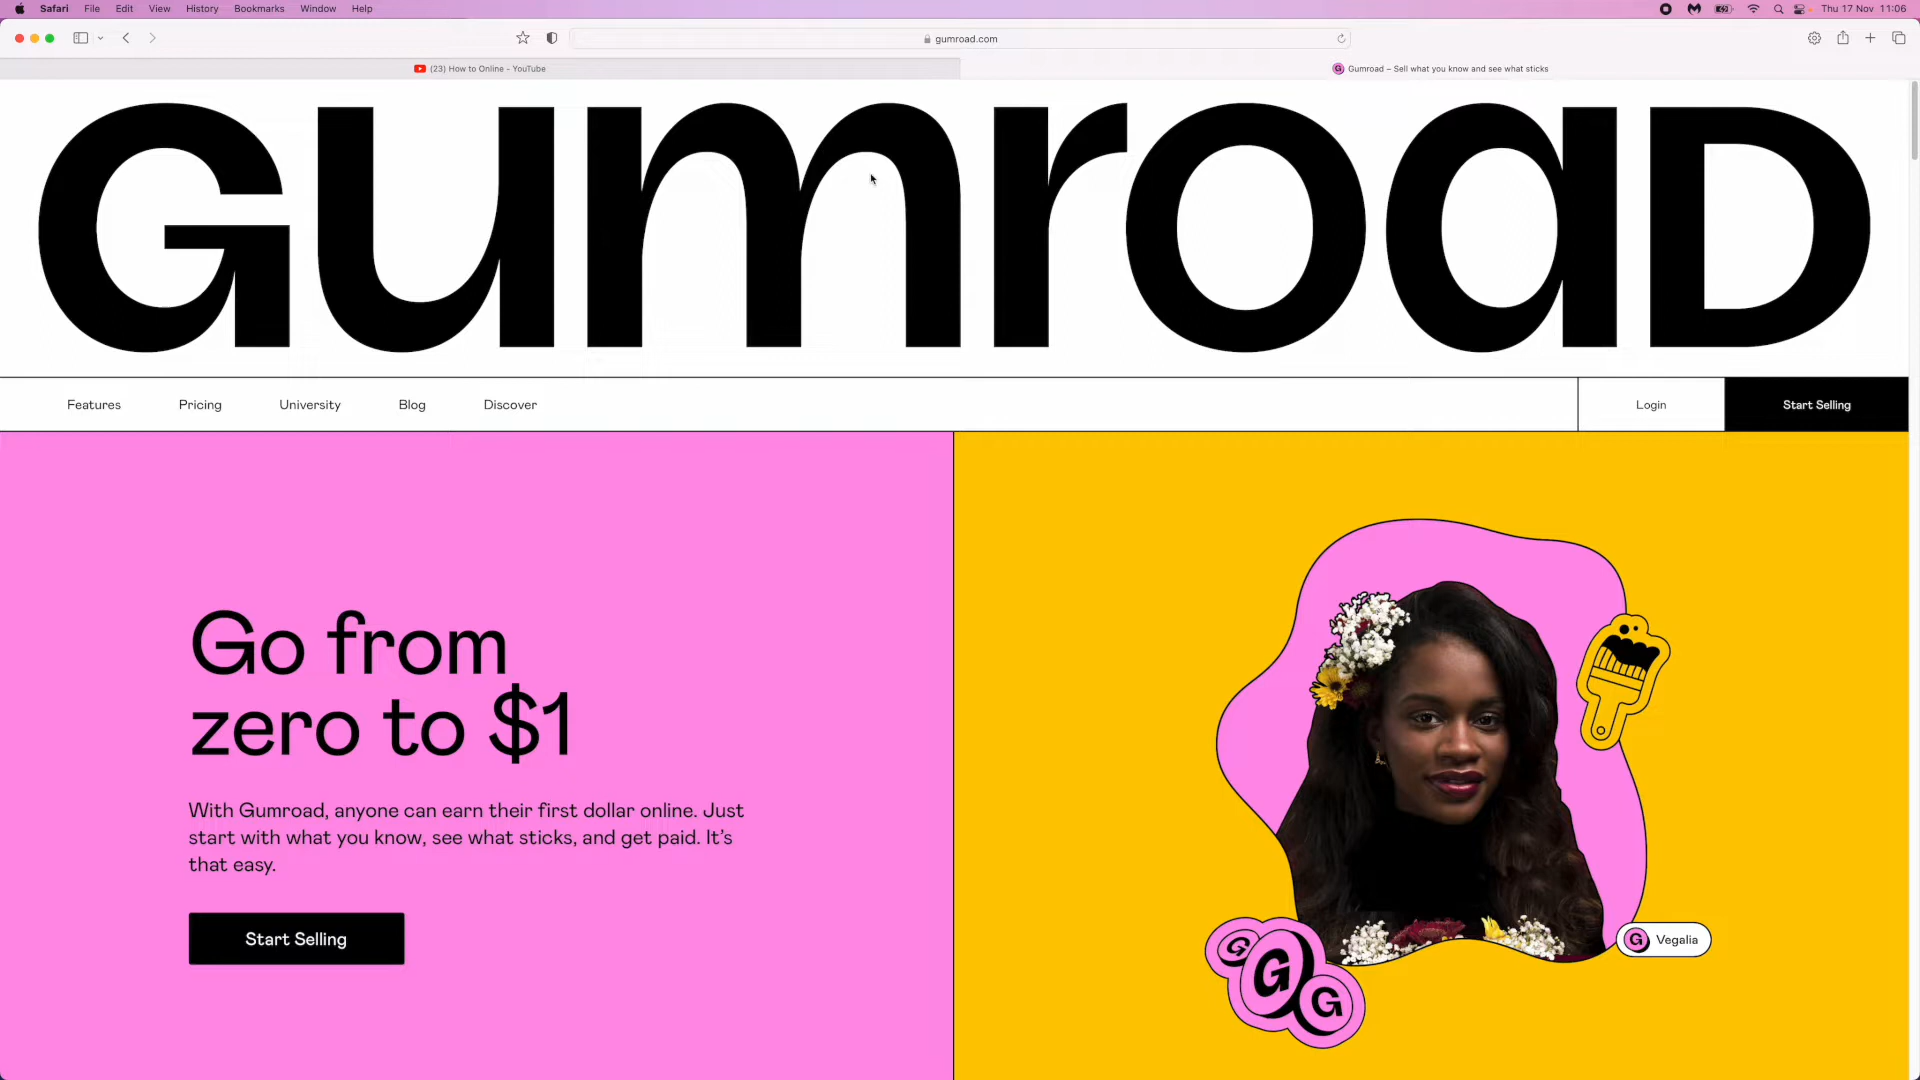 Safari File Edit View History Bookmarks Window Help Thu 17 Nov 11:06
gumroad.com
(23) How to Online - YouTube
G Gumroad – Sell what you know and see what sticks
GumroaD
Features Pricing University Blog Discover Login Start Selling
Go from
zero to $1
With Gumroad, anyone can earn their first dollar online. Just
start with what you know, see what sticks, and get paid. It's
that easy.
Start Selling
G Vegalia
G G G